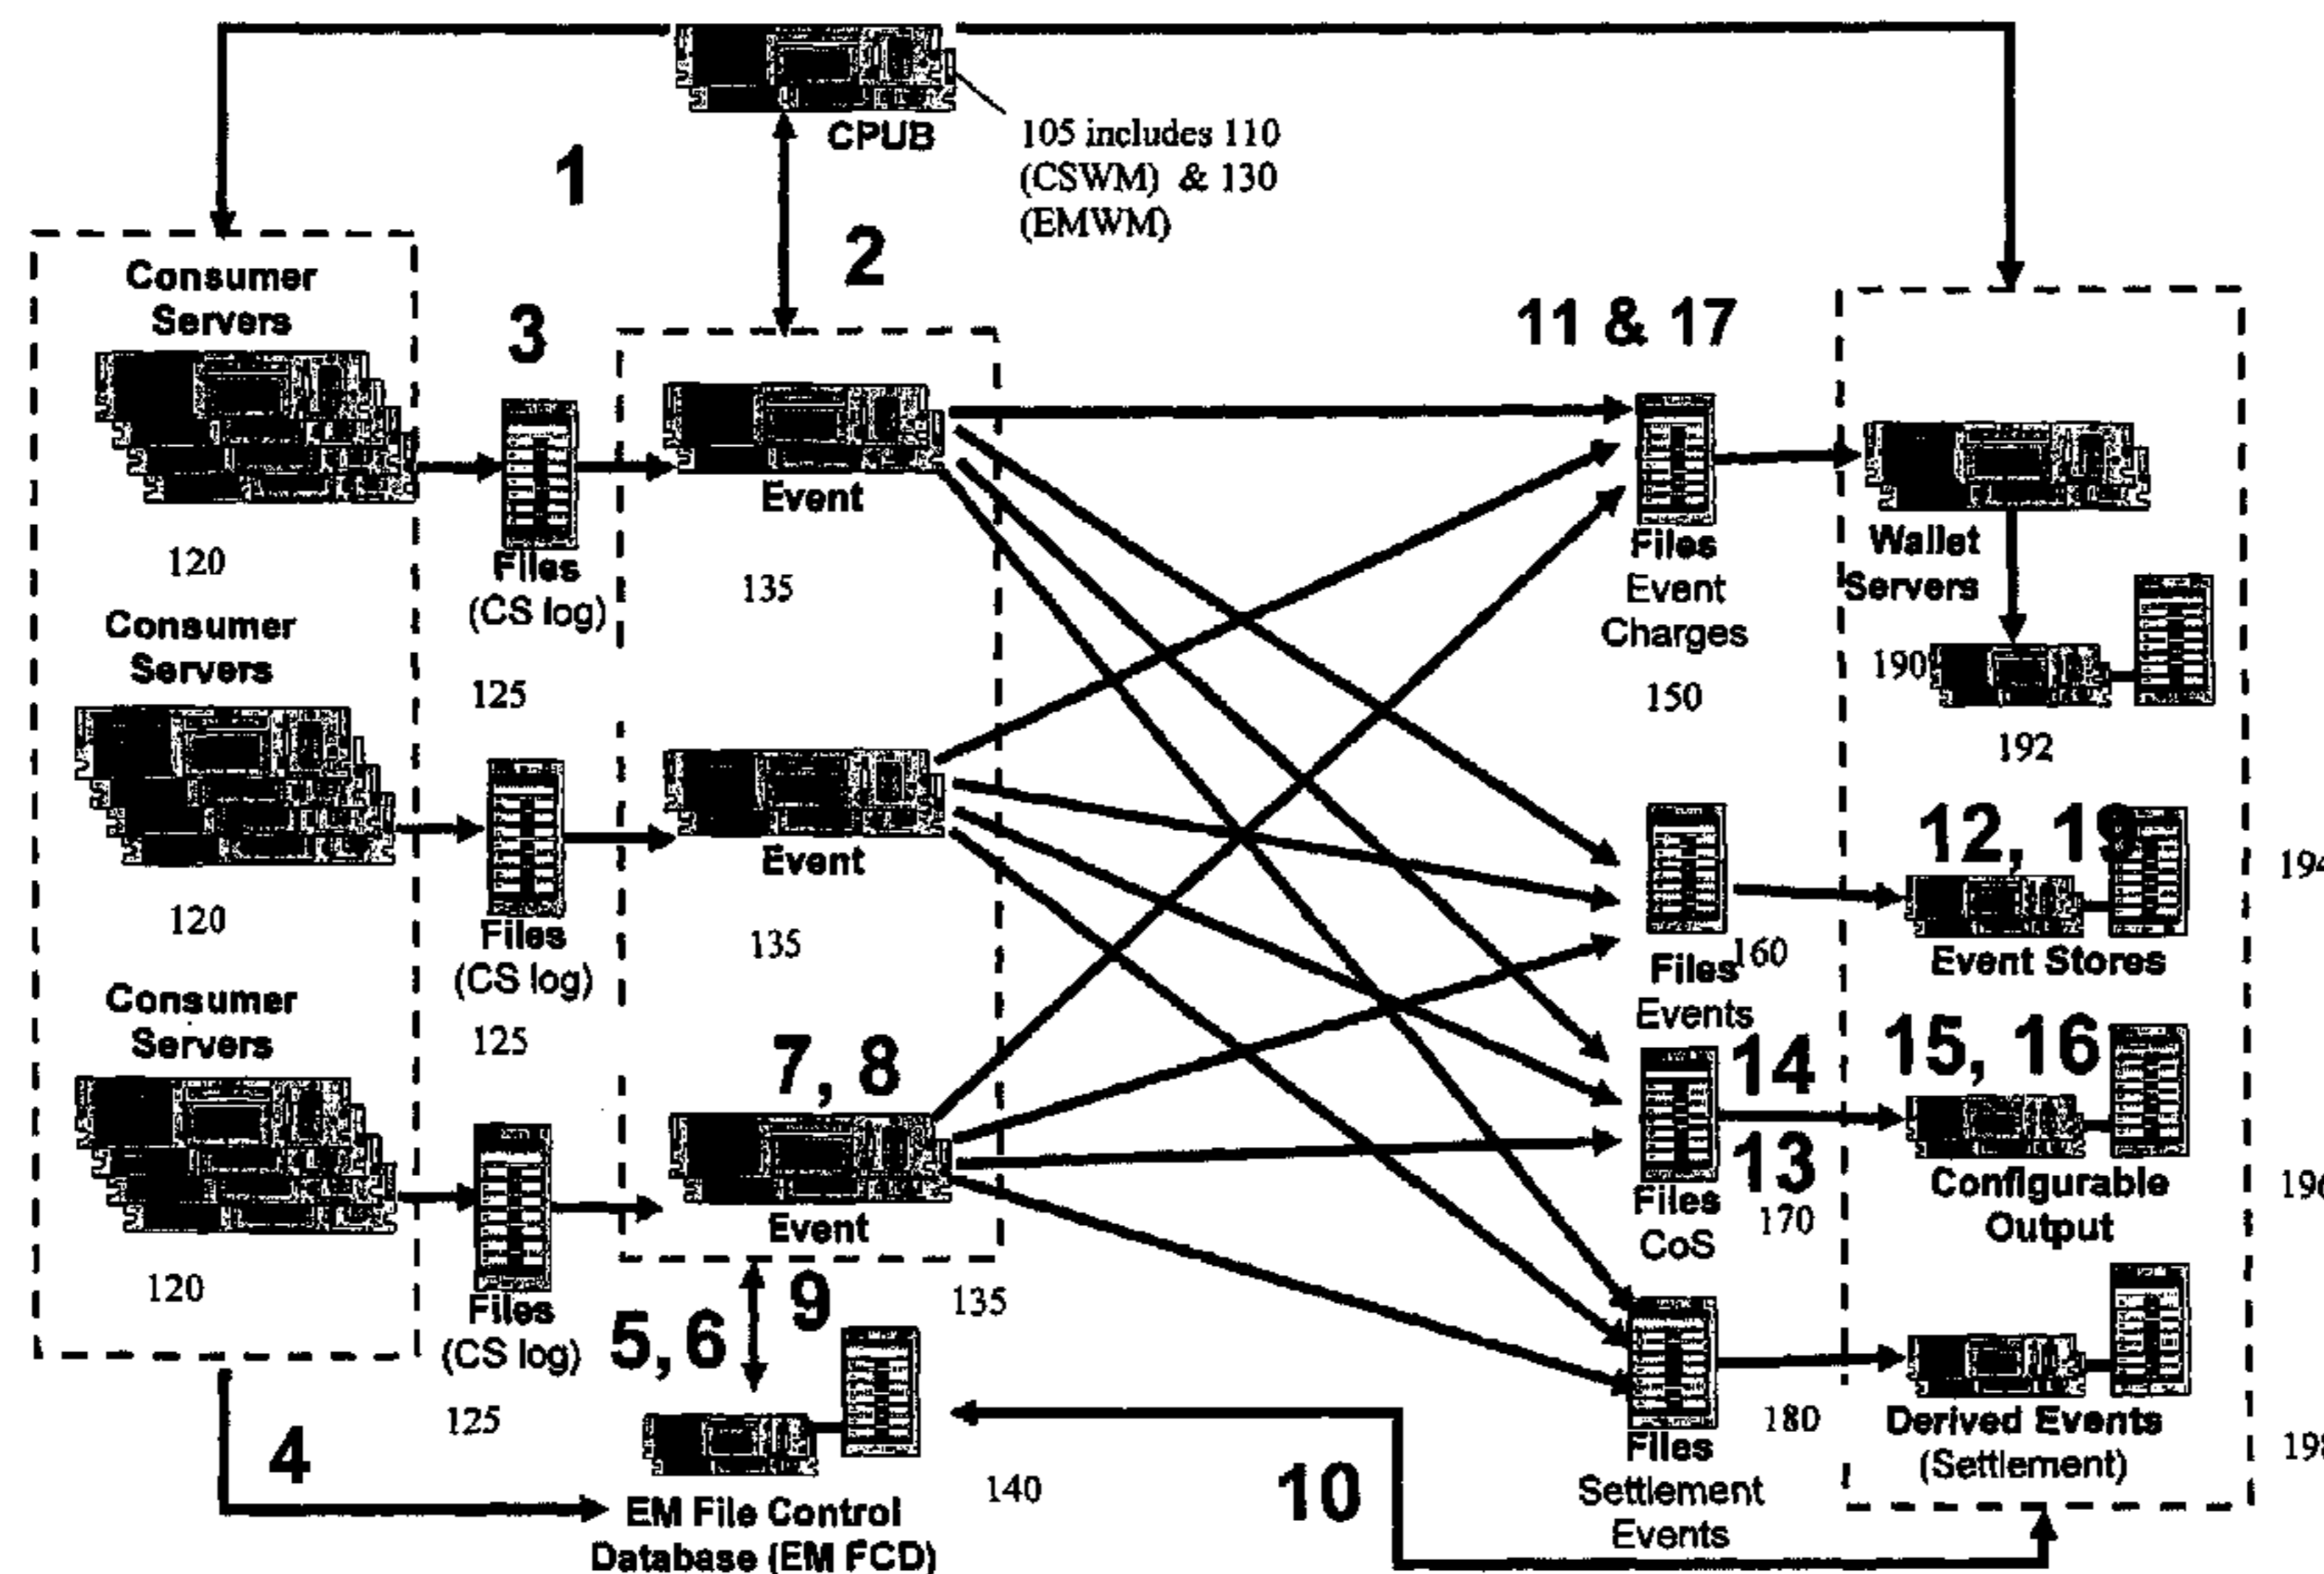 CPUB
105 includes 110
(CSWM) & 130
(EMWM)
1
2
Consumer
Servers
120
3
Files
(CS log)
125
Event
135
11 & 17
Files
Event
Charges
150
Wallet
Servers
190
192
Consumer
Servers
120
Files
(CS log)
125
Event
135
Files
160
Events
12, 19
Event Stores
194
Consumer
Servers
120
Files
(CS log)
125
7, 8
Event
135
14
13
Files
CoS
170
15, 16
Configurable
Output
196
9
5, 6
4
140
EM File Control
Database (EM FCD)
10
Files
Settlement
Events
180
Derived Events
(Settlement)
198